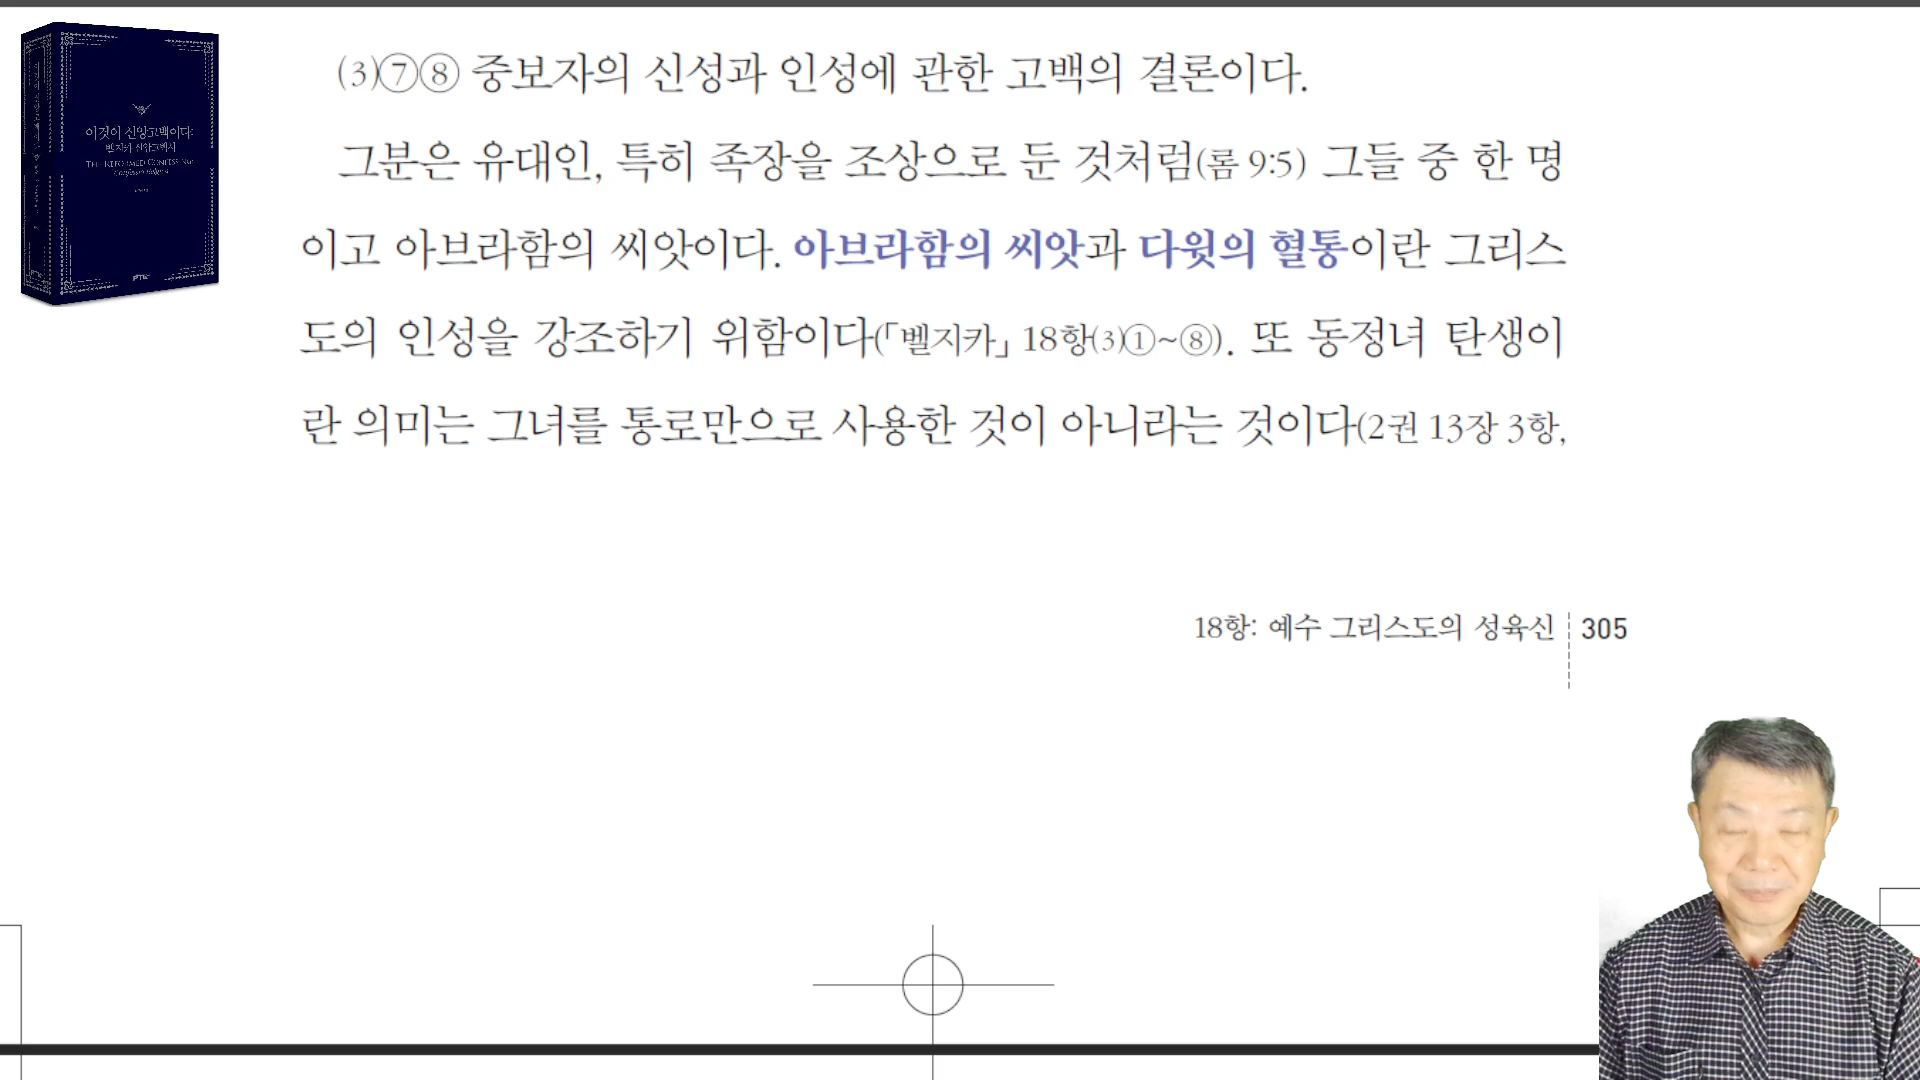 이것이 신앙고백이다:
벨지카 신앙고백서
(3)⑦⑧ 중보자의 신성과 인성에 관한 고백의 결론이다.
그분은 유대인, 특히 족장을 조상으로 둔 것처럼(롬 9:5) 그들 중 한 명
이고 아브라함의 씨앗이다. 아브라함의 씨앗과 다윗의 혈통이란 그리스
도의 인성을 강조하기 위함이다(「벨지카」 18항(3)①~⑧). 또 동정녀 탄생이
란 의미는 그녀를 통로만으로 사용한 것이 아니라는 것이다(2권 13장 3항,
18항: 예수 그리스도의 성육신 305